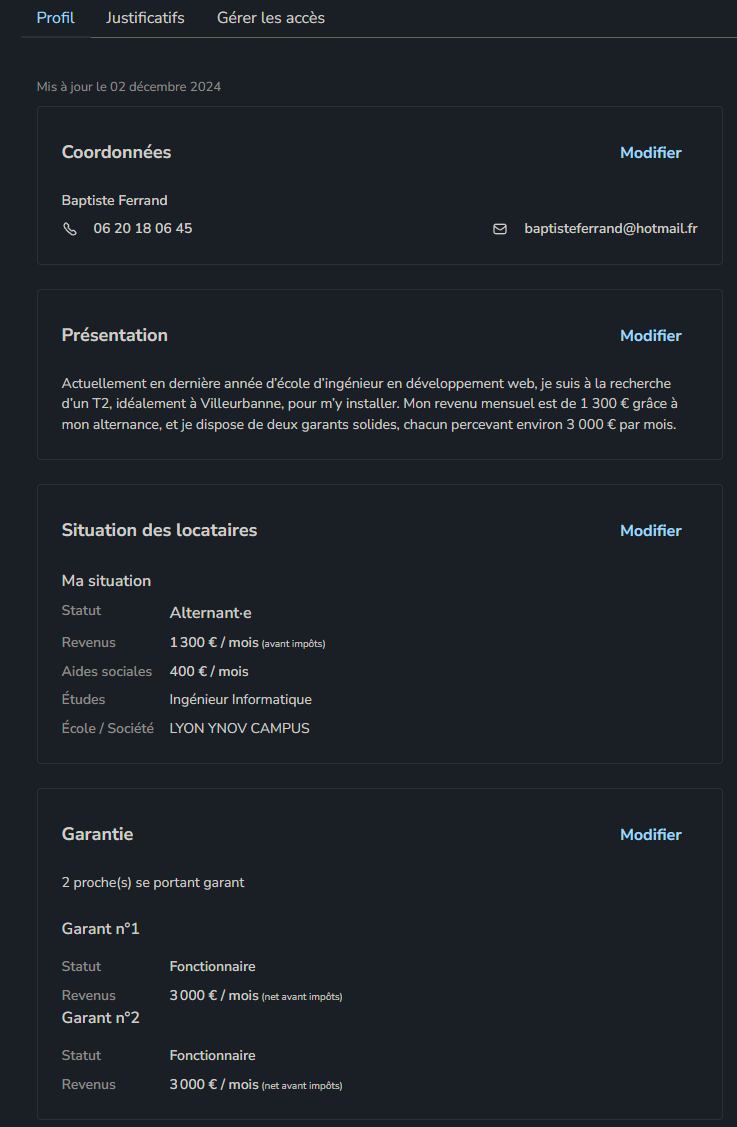 Profil Justificatifs Gérer les accès
Mis à jour le 02 décembre 2024
Coordonnées Modifier
Baptiste Ferrand
06 20 18 06 45 baptisteferrand@hotmail.fr
Présentation Modifier
Actuellement en dernière année d'école d'ingénieur en développement web, je suis à la recherche
d'un T2, idéalement à Villeurbanne, pour m'y installer. Mon revenu mensuel est de 1 300 € grâce à
mon alternance, et je dispose de deux garants solides, chacun percevant environ 3 000 € par mois.
Situation des locataires Modifier
Ma situation
Statut Alternant·e
Revenus 1 300 € / mois (avant impôts)
Aides sociales 400 € / mois
Études Ingénieur Informatique
École / Société LYON YNOV CAMPUS
Garantie Modifier
2 proche(s) se portant garant
Garant n°1
Statut Fonctionnaire
Revenus 3 000 € / mois (net avant impôts)
Garant n°2
Statut Fonctionnaire
Revenus 3 000 € / mois (net avant impôts)